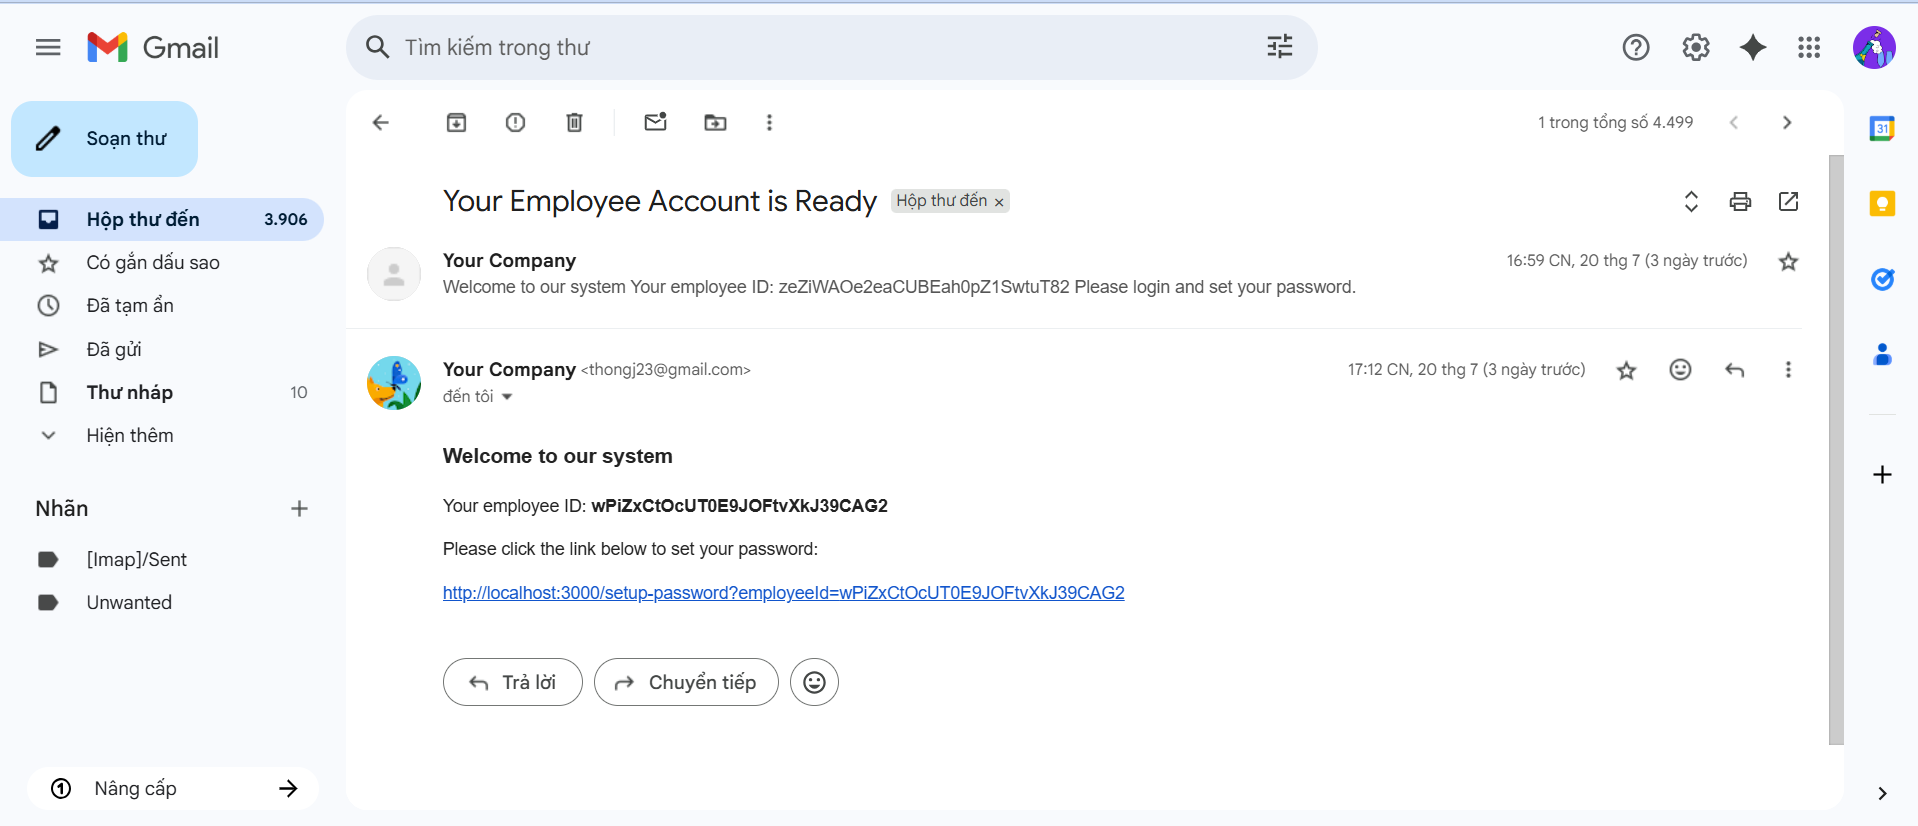 Gmail
Tìm kiếm trong thư
Soạn thư
Hộp thư đến 3.906
Có gắn dấu sao
Đã tạm ẩn
Đã gửi
Thư nháp 10
Hiện thêm
Nhãn
[Imap]/Sent
Unwanted
Nâng cấp
1 trong tổng số 4.499
Your Employee Account is Ready Hộp thư đến ×
Your Company 16:59 CN, 20 thg 7 (3 ngày trước)
Welcome to our system Your employee ID: zeZiWAOe2eaCUBEah0pZ1SwtuT82 Please login and set your password.
Your Company <thongj23@gmail.com> 17:12 CN, 20 thg 7 (3 ngày trước)
đến tôi
Welcome to our system
Your employee ID: wPiZxCtOcUT0E9JOFtvXkJ39CAG2
Please click the link below to set your password:
http://localhost:3000/setup-password?employeeId=wPiZxCtOcUT0E9JOFtvXkJ39CAG2
Trả lời
Chuyển tiếp
31